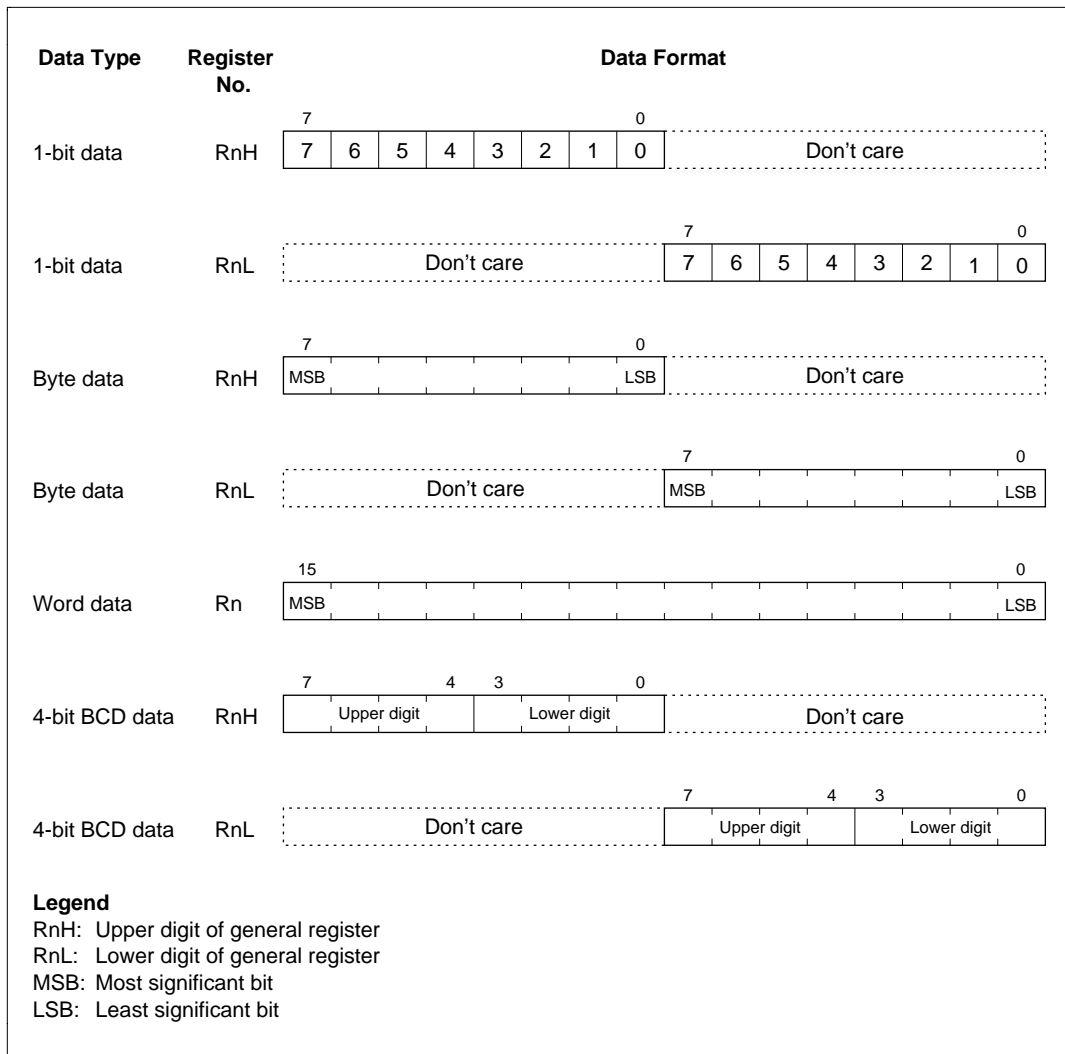 Data Type Register No. Data Format
7 0
1-bit data RnH 7 6 5 4 3 2 1 0 Don't care
7 0
1-bit data RnL Don't care 7 6 5 4 3 2 1 0
7 0
Byte data RnH MSB LSB Don't care
7 0
Byte data RnL Don't care MSB LSB
15 0
Word data Rn MSB LSB
7 4 3 0
4-bit BCD data RnH Upper digit Lower digit Don't care
7 4 3 0
4-bit BCD data RnL Don't care Upper digit Lower digit
Legend
RnH: Upper digit of general register
RnL: Lower digit of general register
MSB: Most significant bit
LSB: Least significant bit